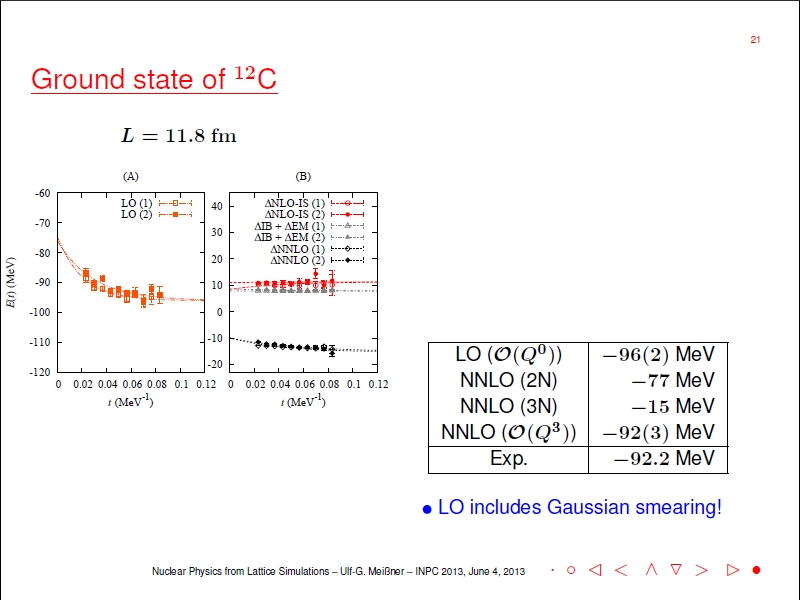 21
Ground state of ¹²C
L = 11.8 fm
(A)
(B)
LO (1)
LO (2)
ΔNLO-IS (1)
ΔNLO-IS (2)
ΔIB + ΔEM (1)
ΔIB + ΔEM (2)
ΔNNLO (1)
ΔNNLO (2)
E(t) (MeV)
-60
-70
-80
-90
-100
-110
-120
40
30
20
10
0
-10
-20
0 0.02 0.04 0.06 0.08 0.1 0.12
0 0.02 0.04 0.06 0.08 0.1 0.12
t (MeV⁻¹)
t (MeV⁻¹)
LO (O(Q⁰)) −96(2) MeV
NNLO (2N) −77 MeV
NNLO (3N) −15 MeV
NNLO (O(Q³)) −92(3) MeV
Exp. −92.2 MeV
• LO includes Gaussian smearing!
Nuclear Physics from Lattice Simulations – Ulf-G. Meißner – INPC 2013, June 4, 2013